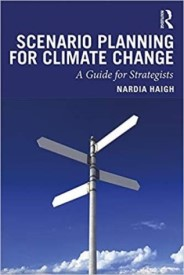 SCENARIO PLANNING
FOR CLIMATE CHANGE
A Guide for Strategists
NARDIA HAIGH